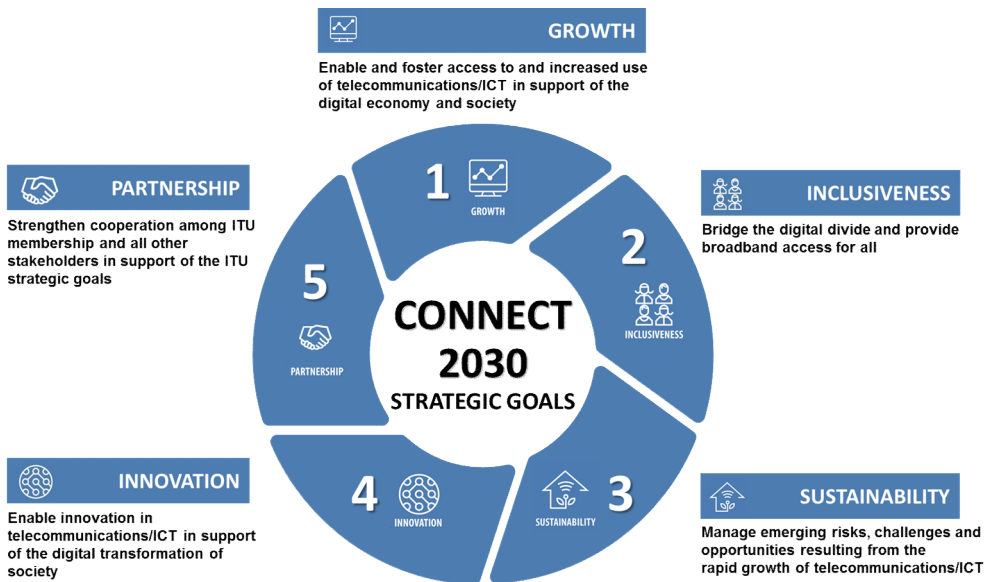 GROWTH
Enable and foster access to and increased use
of telecommunications/ICT in support of the
digital economy and society
PARTNERSHIP
Strengthen cooperation among ITU
membership and all other
stakeholders in support of the ITU
strategic goals
INCLUSIVENESS
Bridge the digital divide and provide
broadband access for all
1
GROWTH
2
INCLUSIVENESS
3
SUSTAINABILITY
4
INNOVATION
5
PARTNERSHIP
CONNECT
2030
STRATEGIC GOALS
INNOVATION
Enable innovation in
telecommunications/ICT in support
of the digital transformation of
society
SUSTAINABILITY
Manage emerging risks, challenges and
opportunities resulting from the
rapid growth of telecommunications/ICT